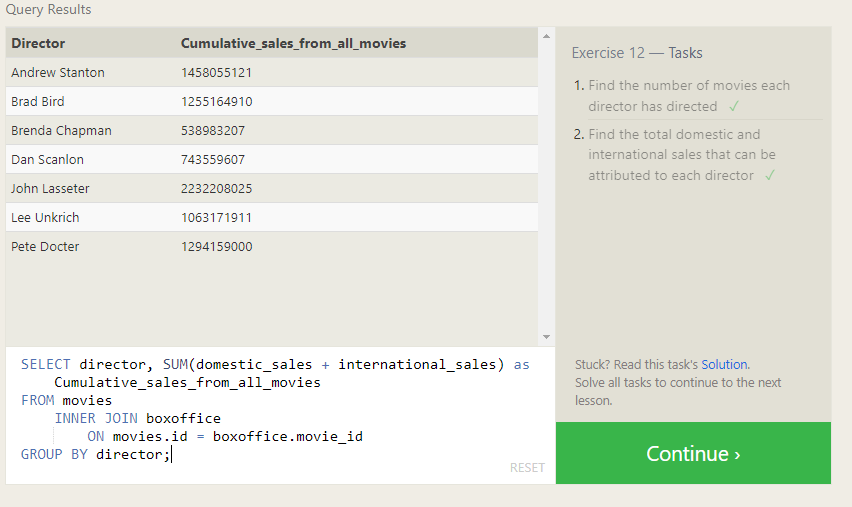 Query Results
Director Cumulative_sales_from_all_movies
Andrew Stanton 1458055121
Brad Bird 1255164910
Brenda Chapman 538983207
Dan Scanlon 743559607
John Lasseter 2232208025
Lee Unkrich 1063171911
Pete Docter 1294159000
SELECT director, SUM(domestic_sales + international_sales) as
Cumulative_sales_from_all_movies
FROM movies
INNER JOIN boxoffice
ON movies.id = boxoffice.movie_id
GROUP BY director;
RESET
Exercise 12 — Tasks
1. Find the number of movies each
director has directed ✓
2. Find the total domestic and
international sales that can be
attributed to each director ✓
Stuck? Read this task's Solution.
Solve all tasks to continue to the next
lesson.
Continue ›